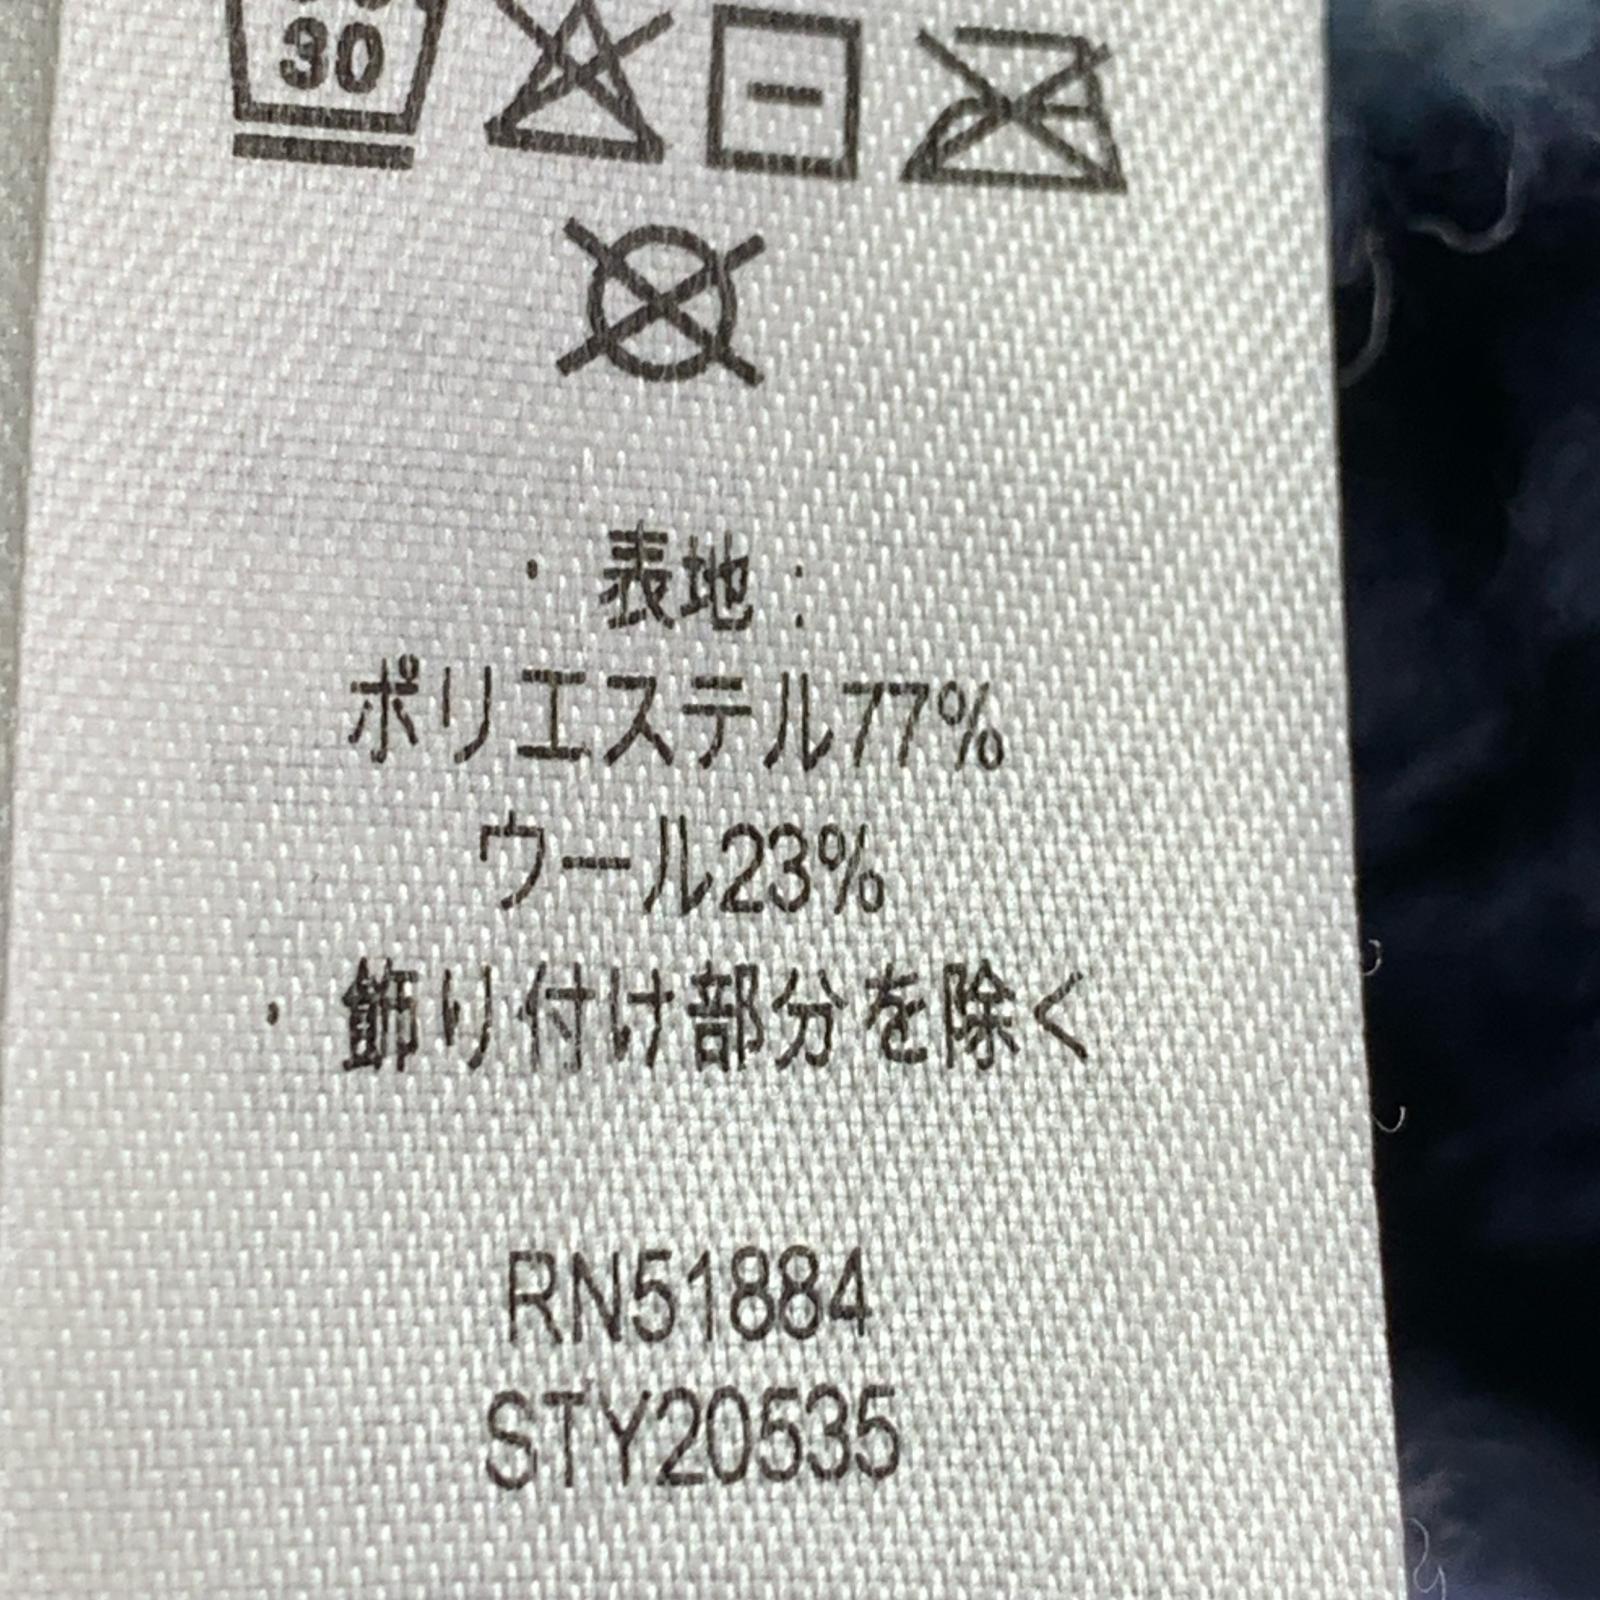 30
・表地：
ポリエステル77%
ウール23%
・飾り付け部分を除く
RN51884
STY20535